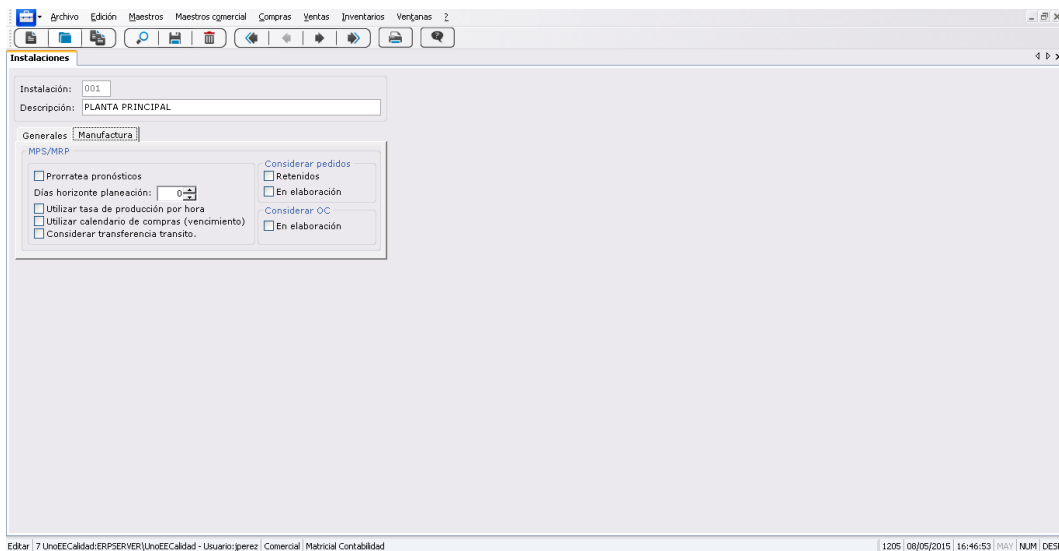 Archivo Edición Maestros Maestros comercial Compras Ventas Inventarios Ventanas ?
Instalaciones
Instalación: 001
Descripción: PLANTA PRINCIPAL
Generales Manufactura
MPS/MRP
Prorratea pronósticos
Días horizonte planeación: 0
Utilizar tasa de producción por hora
Utilizar calendario de compras (vencimiento)
Considerar transferencia transito.
Considerar pedidos
Retenidos
En elaboración
Considerar OC
En elaboración
Editar 7 UnoEECalidad:ERPSERVER\UnoEECalidad - Usuario:jperez Comercial Matricial Contabilidad 1205 08/05/2015 16:46:53 MAY NUM DESI